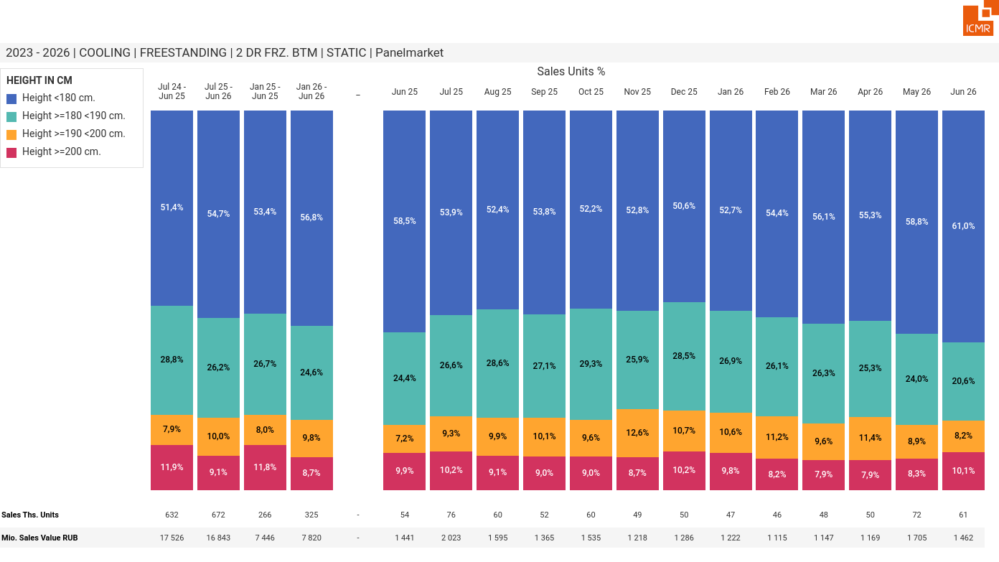 ICMR
2023 - 2026 | COOLING | FREESTANDING | 2 DR FRZ. BTM | STATIC | Panelmarket
HEIGHT IN CM
Height <180 cm.
Height >=180 <190 cm.
Height >=190 <200 cm.
Height >=200 cm.
Sales Units %
Jul 24 - Jul 25 - Jan 25 - Jan 26 -
Jun 25 Jun 26 Jun 25 Jun 26 – Jun 25 Jul 25 Aug 25 Sep 25 Oct 25 Nov 25 Dec 25 Jan 26 Feb 26 Mar 26 Apr 26 May 26 Jun 26
51,4% 54,7% 53,4% 56,8% 58,5% 53,9% 52,4% 53,8% 52,2% 52,8% 50,6% 52,7% 54,4% 56,1% 55,3% 58,8% 61,0%
28,8% 26,2% 26,7% 24,6% 24,4% 26,6% 28,6% 27,1% 29,3% 25,9% 28,5% 26,9% 26,1% 26,3% 25,3% 24,0% 20,6%
7,9% 10,0% 8,0% 9,8% 7,2% 9,3% 9,9% 10,1% 9,6% 12,6% 10,7% 10,6% 11,2% 9,6% 11,4% 8,9% 8,2%
11,9% 9,1% 11,8% 8,7% 9,9% 10,2% 9,1% 9,0% 9,0% 8,7% 10,2% 9,8% 8,2% 7,9% 7,9% 8,3% 10,1%
Sales Ths. Units 632 672 266 325 - 54 76 60 52 60 49 50 47 46 48 50 72 61
Mio. Sales Value RUB 17 526 16 843 7 446 7 820 - 1 441 2 023 1 595 1 365 1 535 1 218 1 286 1 222 1 115 1 147 1 169 1 705 1 462